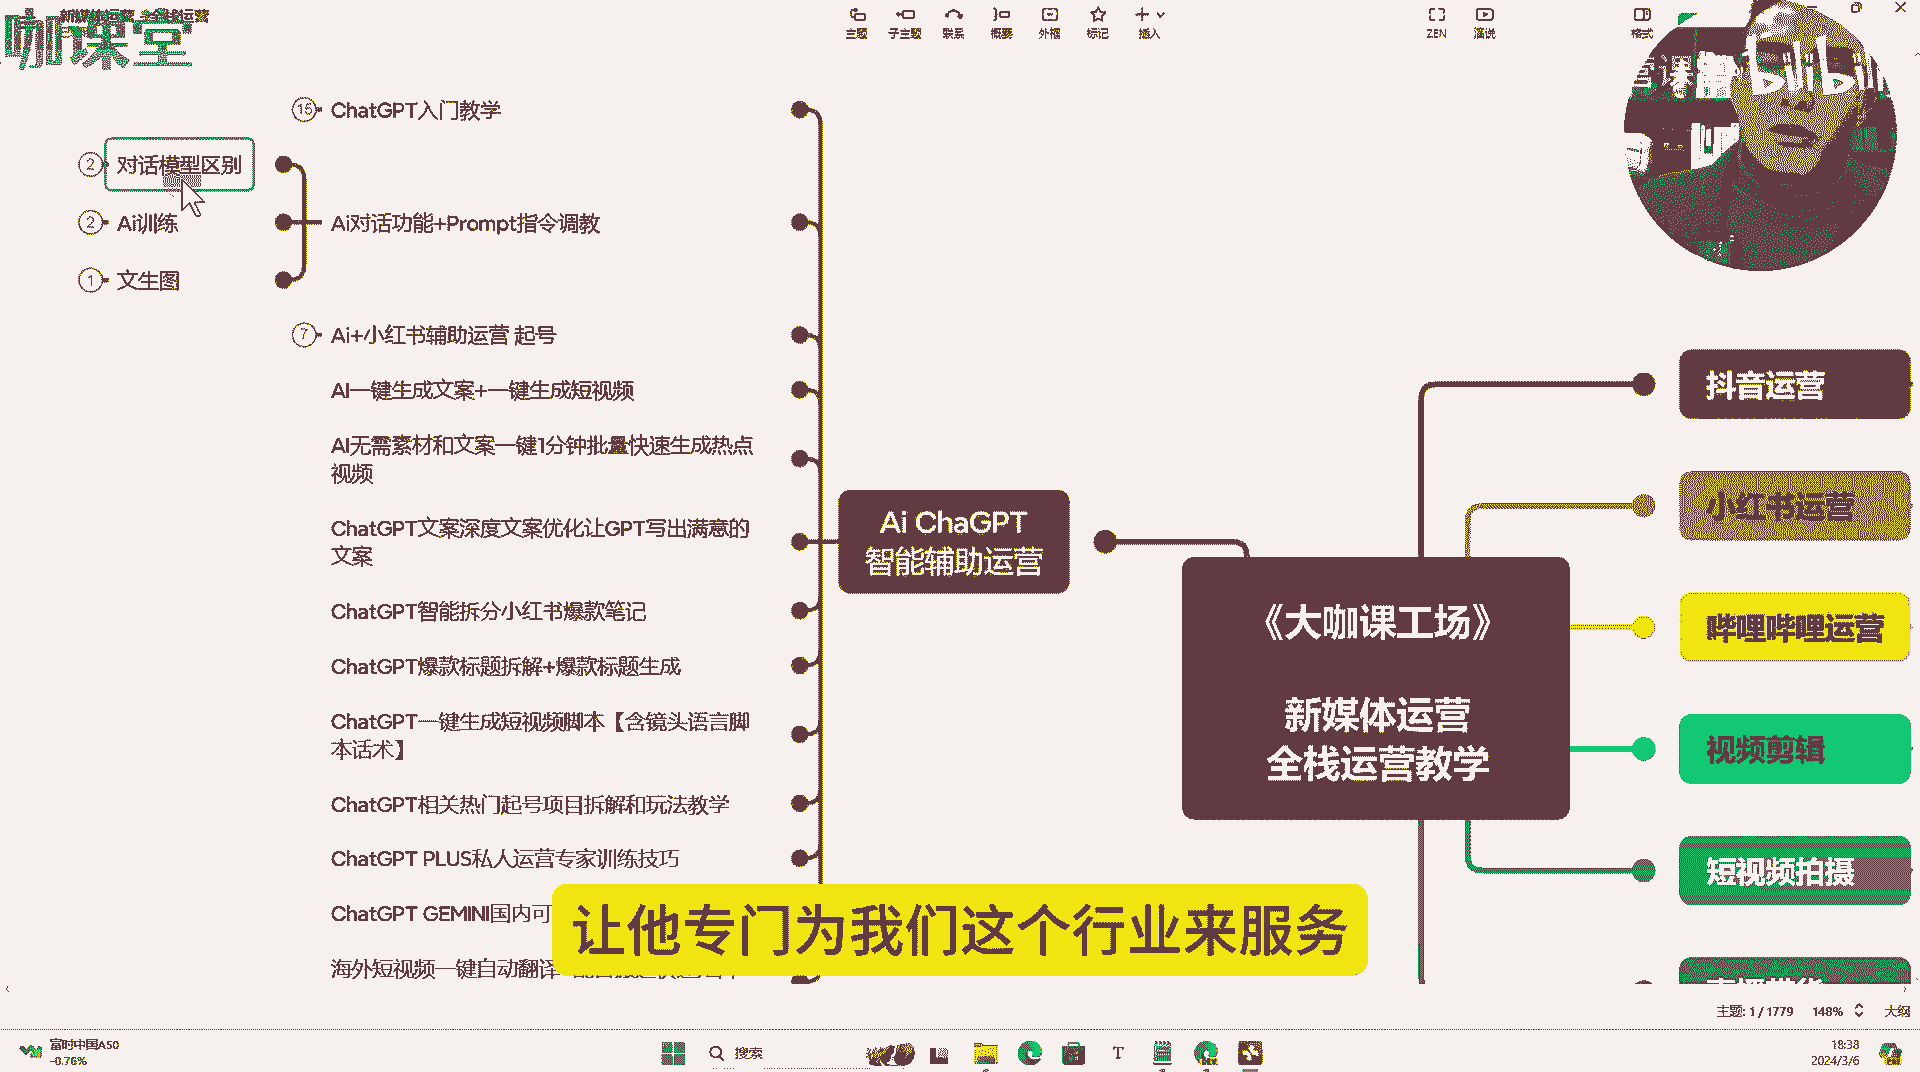 新媒体运营
咖课堂
主题
子主题
联系
概要
外框
标记
插入
ZEN
演说
格式
bilibili
15
ChatGPT入门教学
2
对话模型区别
2
Ai训练
1
文生图
Ai对话功能+Prompt指令调教
7
Ai+小红书辅助运营 起号
AI一键生成文案+一键生成短视频
AI无需素材和文案一键1分钟批量快速生成热点
视频
ChatGPT文案深度文案优化让GPT写出满意的
文案
ChatGPT智能拆分小红书爆款笔记
ChatGPT爆款标题拆解+爆款标题生成
ChatGPT一键生成短视频脚本【含镜头语言脚
本话术】
ChatGPT相关热门起号项目拆解和玩法教学
ChatGPT PLUS私人运营专家训练技巧
ChatGPT GEMINI国内可
海外短视频一键自动翻译
Ai ChaGPT
智能辅助运营
《大咖课工场》
新媒体运营
全栈运营教学
抖音运营
小红书运营
哔哩哔哩运营
视频剪辑
短视频拍摄
让他专门为我们这个行业来服务
主题: 1 / 1779
148%
大纲
富时中国A50
-0.76%
搜索
18:38
2024/3/6